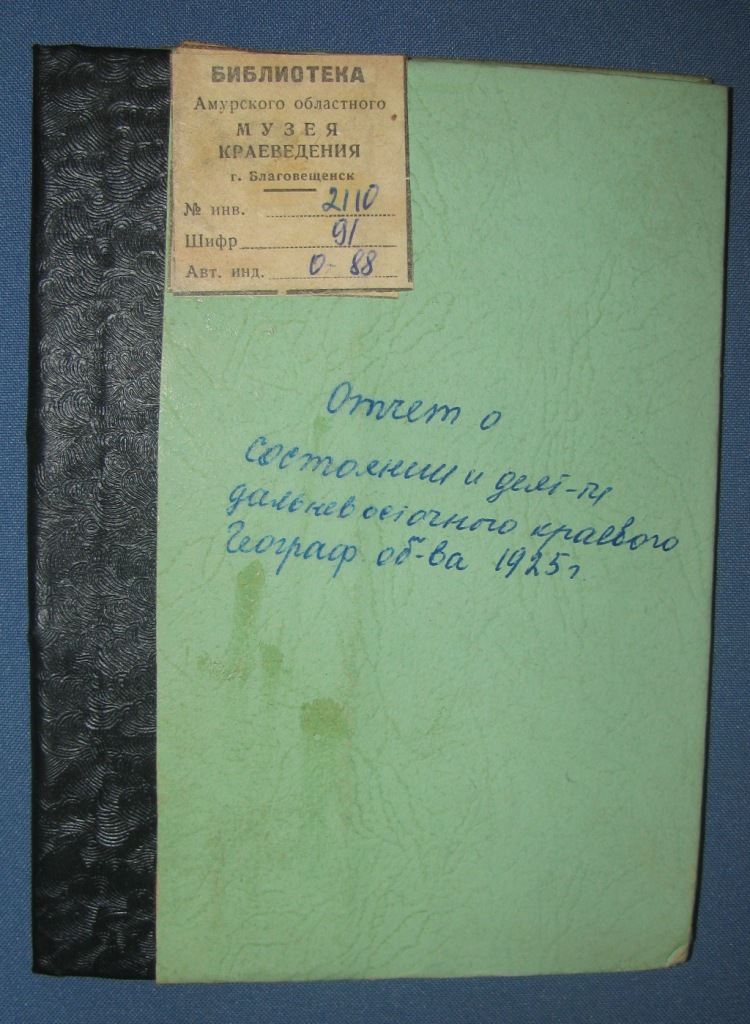 БИБЛИОТЕКА
Амурского областного
МУЗЕЯ
КРАЕВЕДЕНИЯ
г. Благовещенск
№ инв. 2110
Шифр 91
Авт. инд. О-88
Отчет о
состоянии и деят-ти
дальневосточного краевого
Географ об-ва 1925г